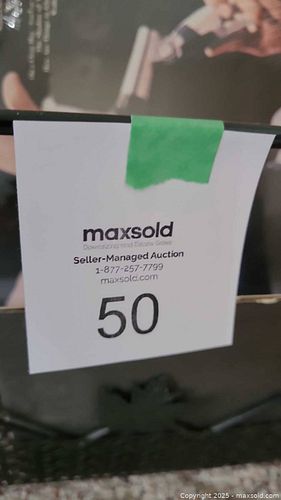 maxsold
Downsizing and Estate Sales
Seller-Managed Auction
1-877-257-7799
maxsold.com
50
Copyright 2025 - maxsold.com